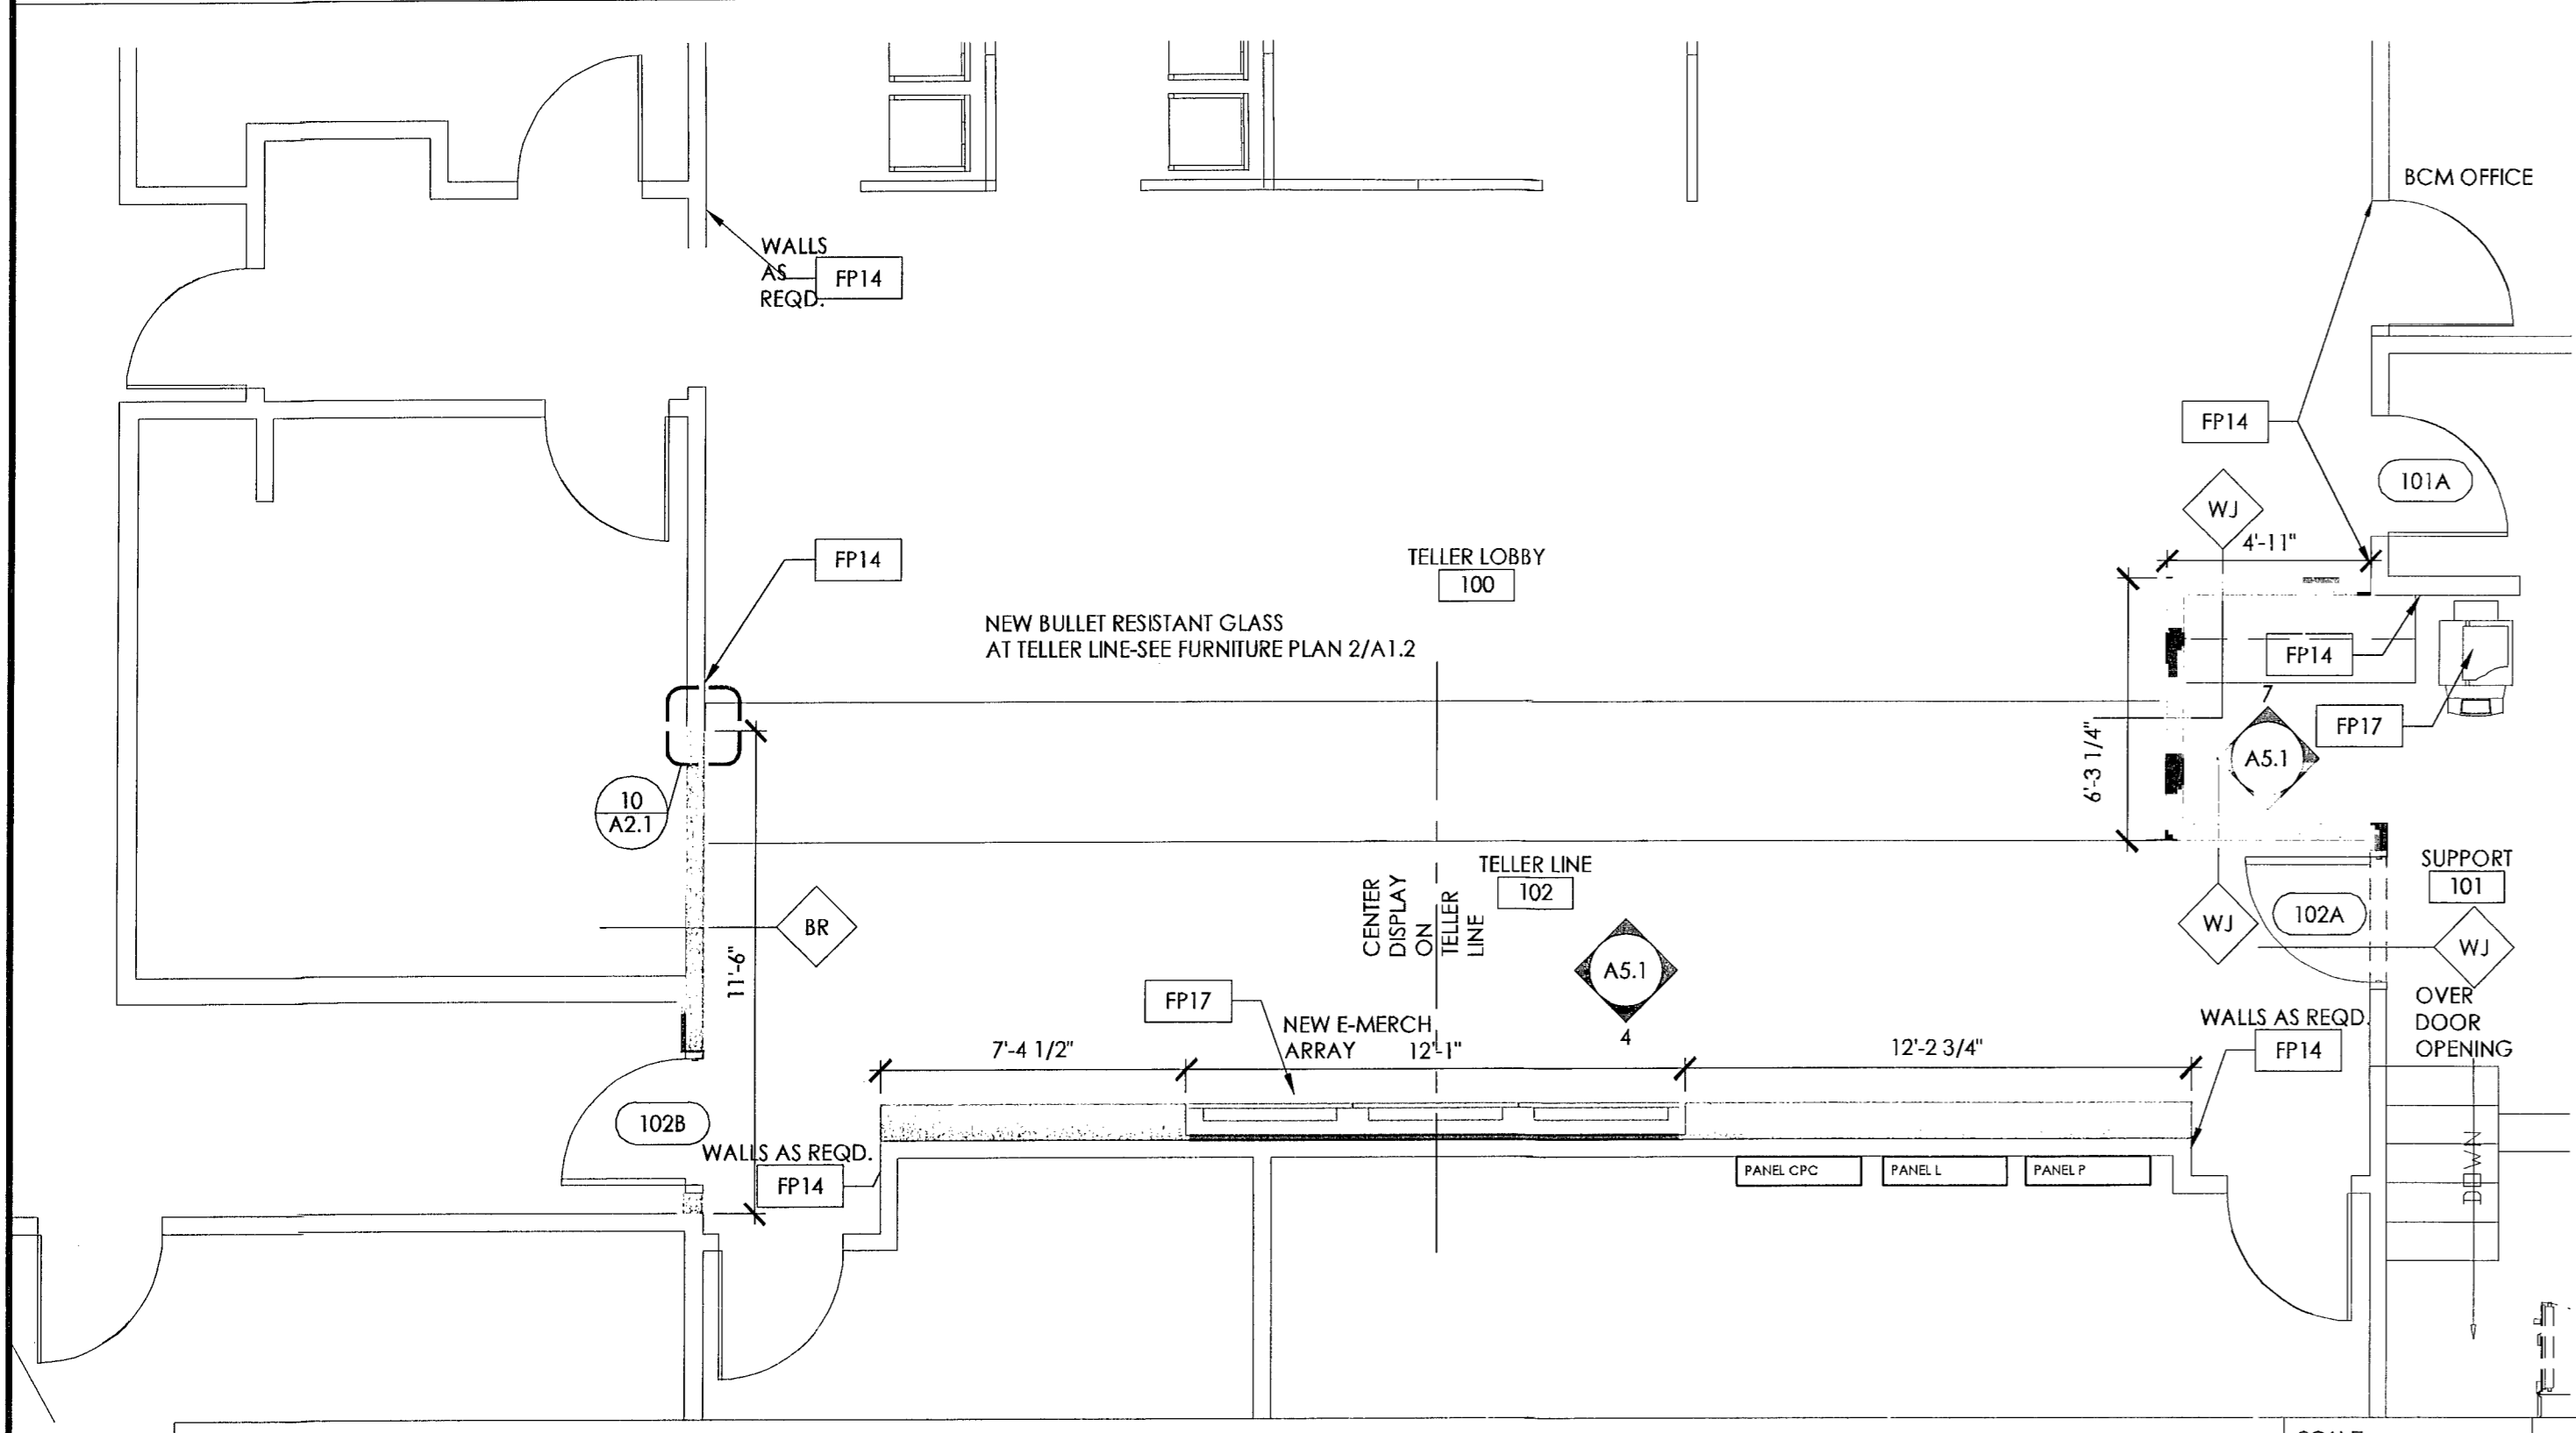 BCM OFFICE
WALLS
AS
REQD.
FP14
FP14
101A
WJ
4'-11"
FP14
TELLER LOBBY
100
NEW BULLET RESISTANT GLASS
AT TELLER LINE-SEE FURNITURE PLAN 2/A1.2
FP14
7
FP17
A5.1
6'-3 1/4"
10
A2.1
TELLER LINE
102
SUPPORT
101
CENTER
DISPLAY
ON
TELLER
LINE
BR
WJ
102A
WJ
11'-6"
A5.1
4
FP17
NEW E-MERCH
ARRAY
OVER
DOOR
OPENING
WALLS AS REQD.
FP14
7'-4 1/2"
12'-1"
12'-2 3/4"
102B
WALLS AS REQD.
FP14
PANEL CPC
PANEL L
PANEL P
DOWN